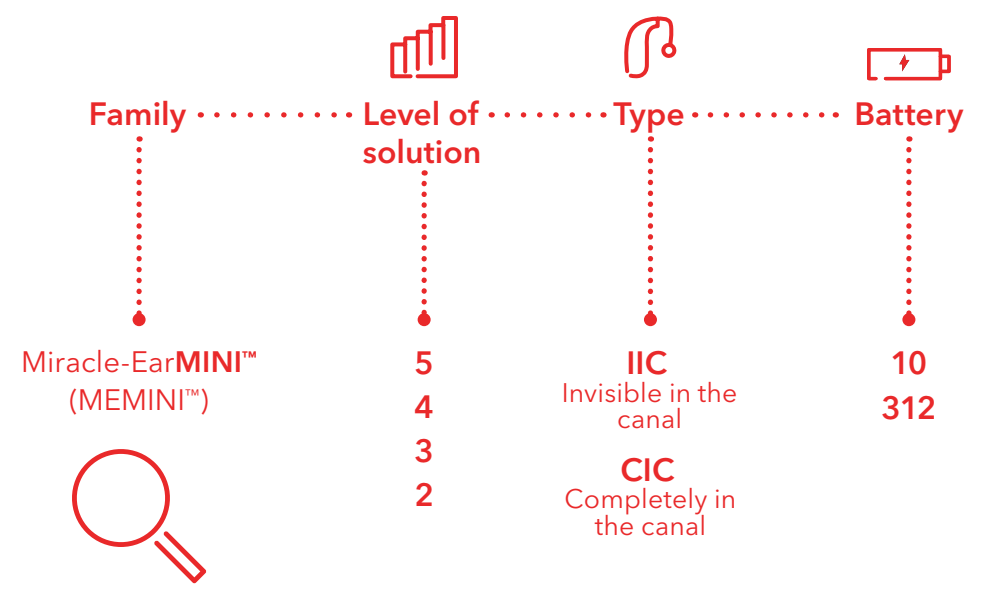 Family
Level of
solution
Type
Battery
Miracle-EarMINI™
(MEMINI™)
5
4
3
2
IIC
Invisible in the
canal
CIC
Completely in
the canal
10
312